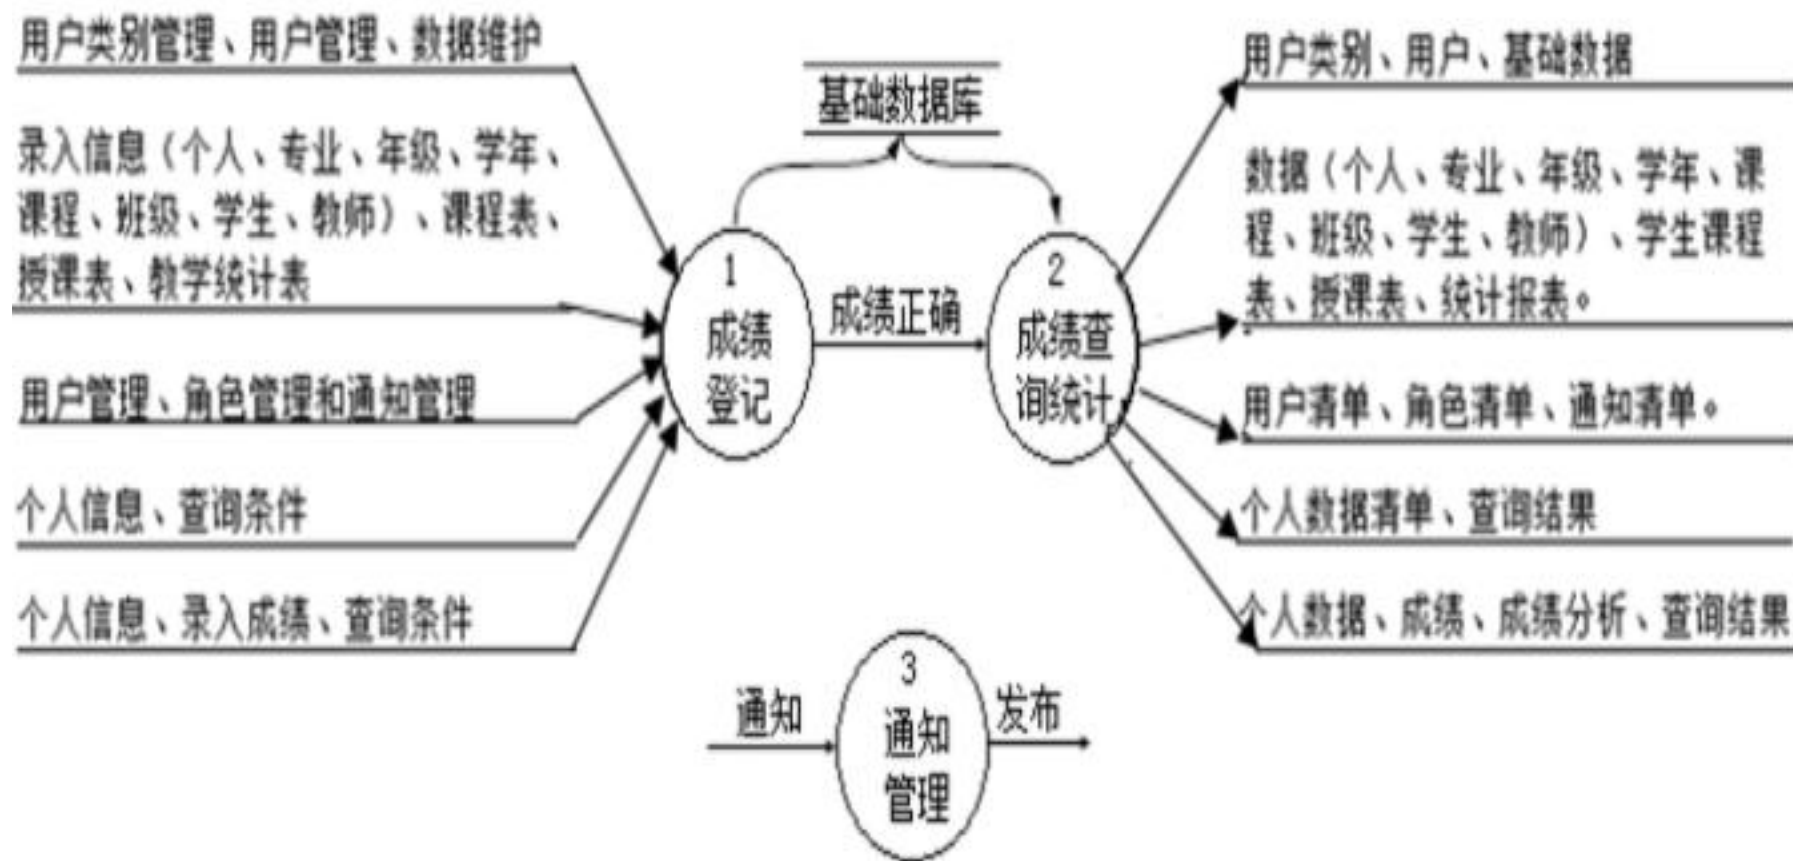 用户类别管理、用户管理、数据维护
录入信息（个人、专业、年级、学年、
课程、班级、学生、教师）、课程表、
授课表、教学统计表
用户管理、角色管理和通知管理
个人信息、查询条件
个人信息、录入成绩、查询条件
基础数据库
1
成绩
登记
成绩正确
2
成绩查
询统计
用户类别、用户、基础数据
数据（个人、专业、年级、学年、课
程、班级、学生、教师）、学生课程
表、授课表、统计报表。
用户清单、角色清单、通知清单。
个人数据清单、查询结果
个人数据、成绩、成绩分析、查询结果
通知
3
通知
管理
发布